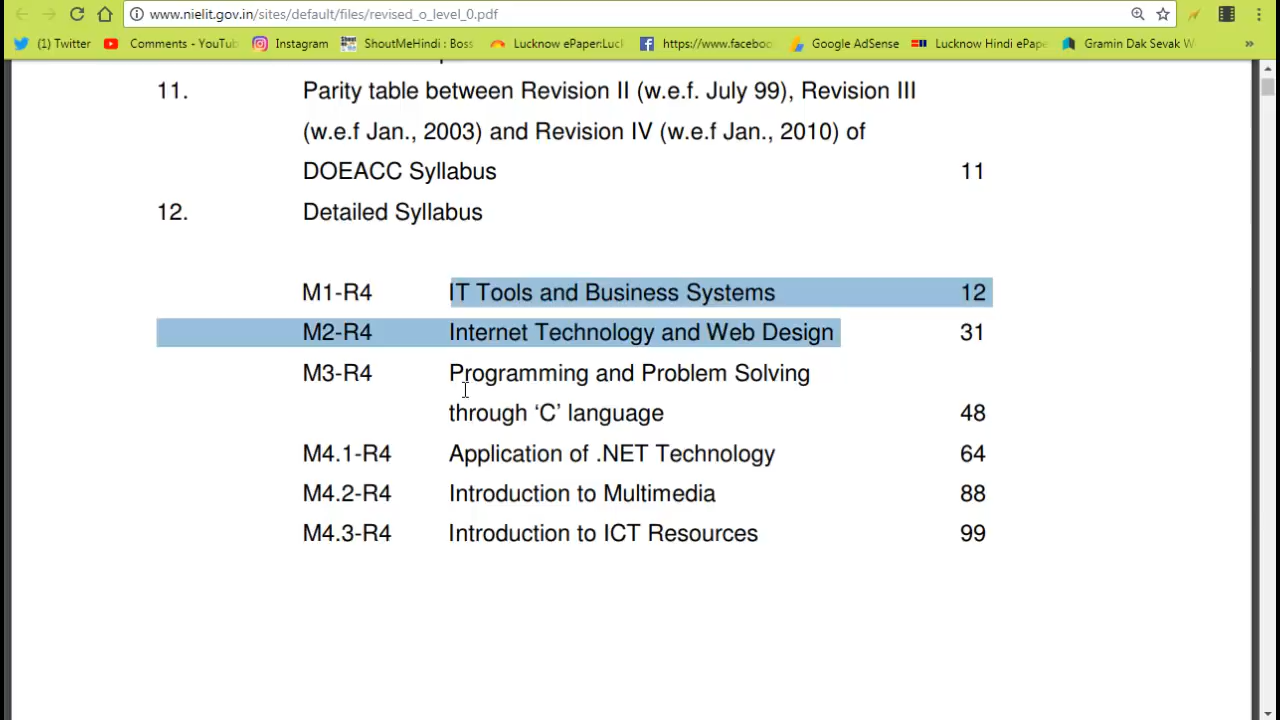 www.nielit.gov.in/sites/default/files/revised_o_level_0.pdf
(1) Twitter Comments - YouTub Instagram ShoutMeHindi : Boss Lucknow ePaper:Luc https://www.faceboo Google AdSense Lucknow Hindi ePape Gramin Dak Sevak »
11. Parity table between Revision II (w.e.f. July 99), Revision III
(w.e.f Jan., 2003) and Revision IV (w.e.f Jan., 2010) of
DOEACC Syllabus 11
12. Detailed Syllabus
M1-R4 IT Tools and Business Systems 12
M2-R4 Internet Technology and Web Design 31
M3-R4 Programming and Problem Solving
through ‘C’ language 48
M4.1-R4 Application of .NET Technology 64
M4.2-R4 Introduction to Multimedia 88
M4.3-R4 Introduction to ICT Resources 99